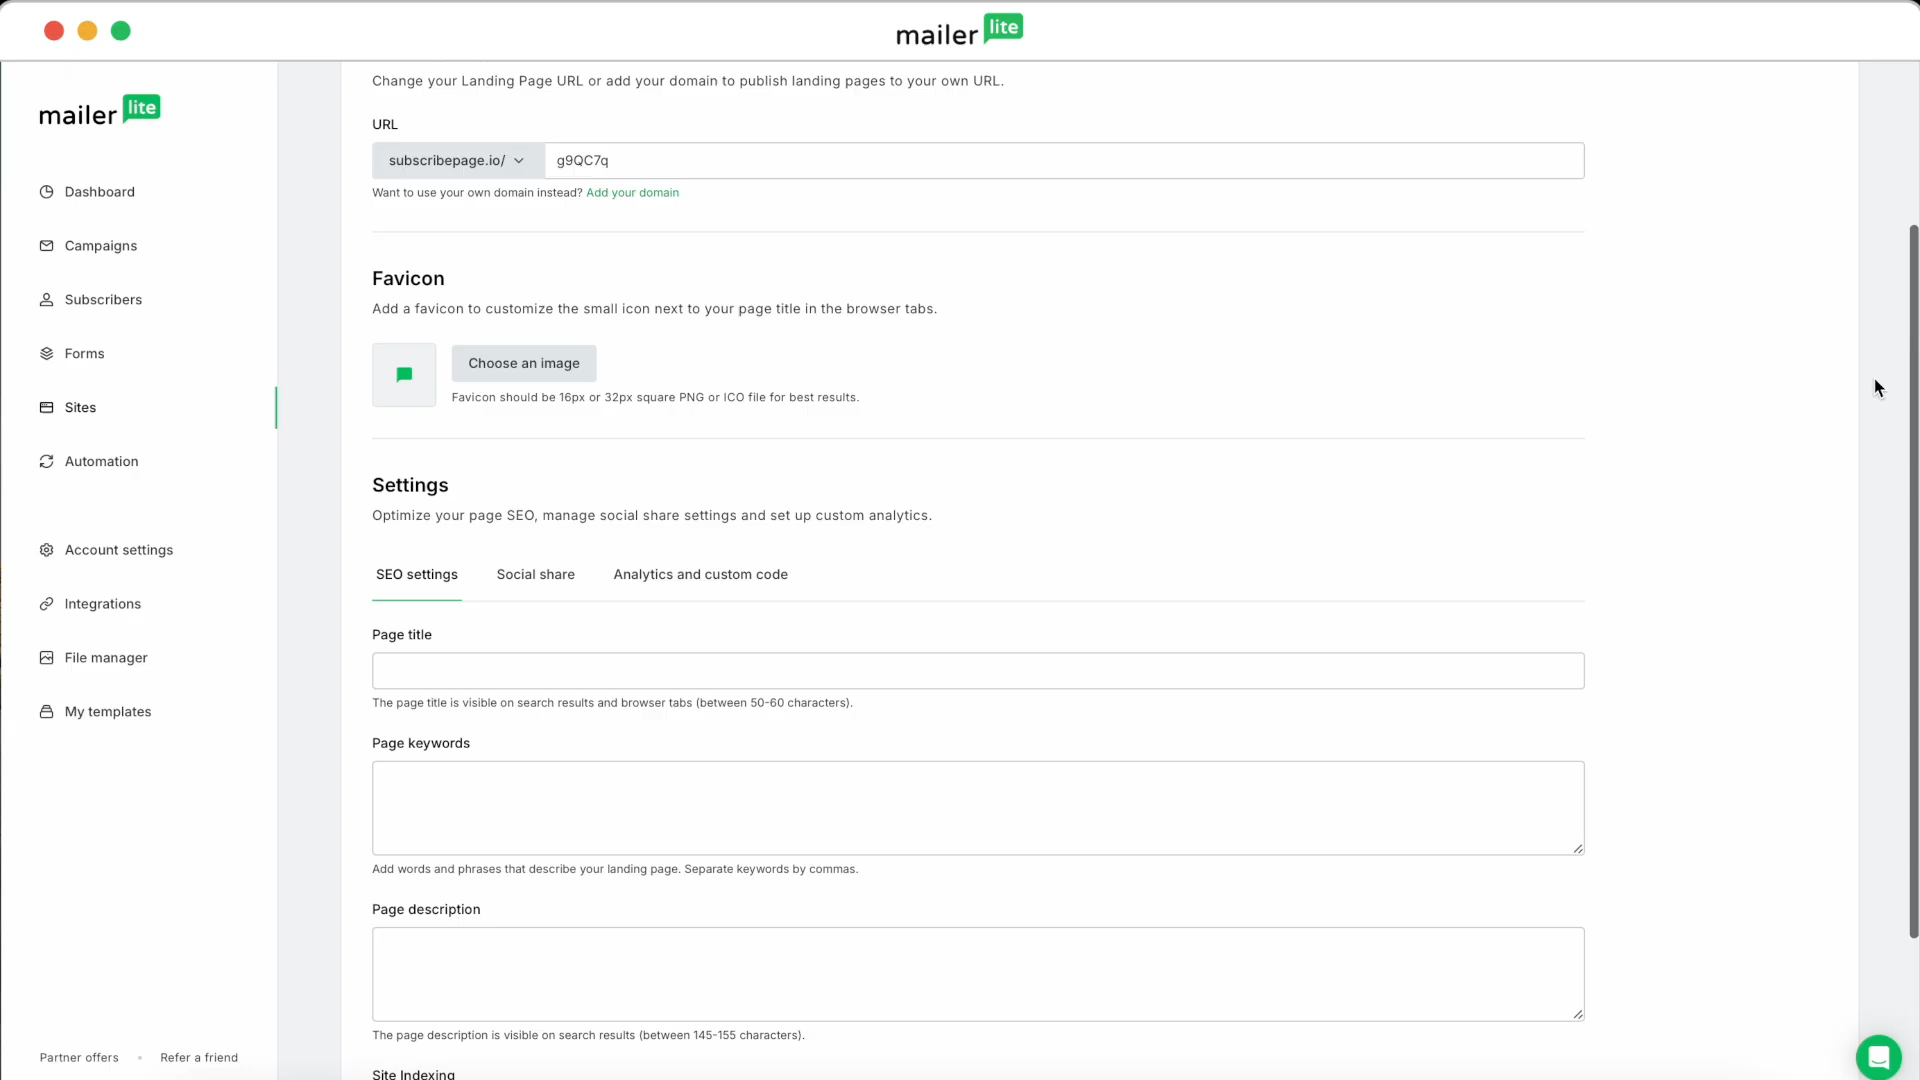 mailer lite
mailer lite
Dashboard
Campaigns
Subscribers
Forms
Sites
Automation
Account settings
Integrations
File manager
My templates
Partner offers • Refer a friend
Change your Landing Page URL or add your domain to publish landing pages to your own URL.
URL
subscribepage.io/ g9QC7q
Want to use your own domain instead? Add your domain
Favicon
Add a favicon to customize the small icon next to your page title in the browser tabs.
Choose an image
Favicon should be 16px or 32px square PNG or ICO file for best results.
Settings
Optimize your page SEO, manage social share settings and set up custom analytics.
SEO settings Social share Analytics and custom code
Page title
The page title is visible on search results and browser tabs (between 50-60 characters).
Page keywords
Add words and phrases that describe your landing page. Separate keywords by commas.
Page description
The page description is visible on search results (between 145-155 characters).
Site Indexing